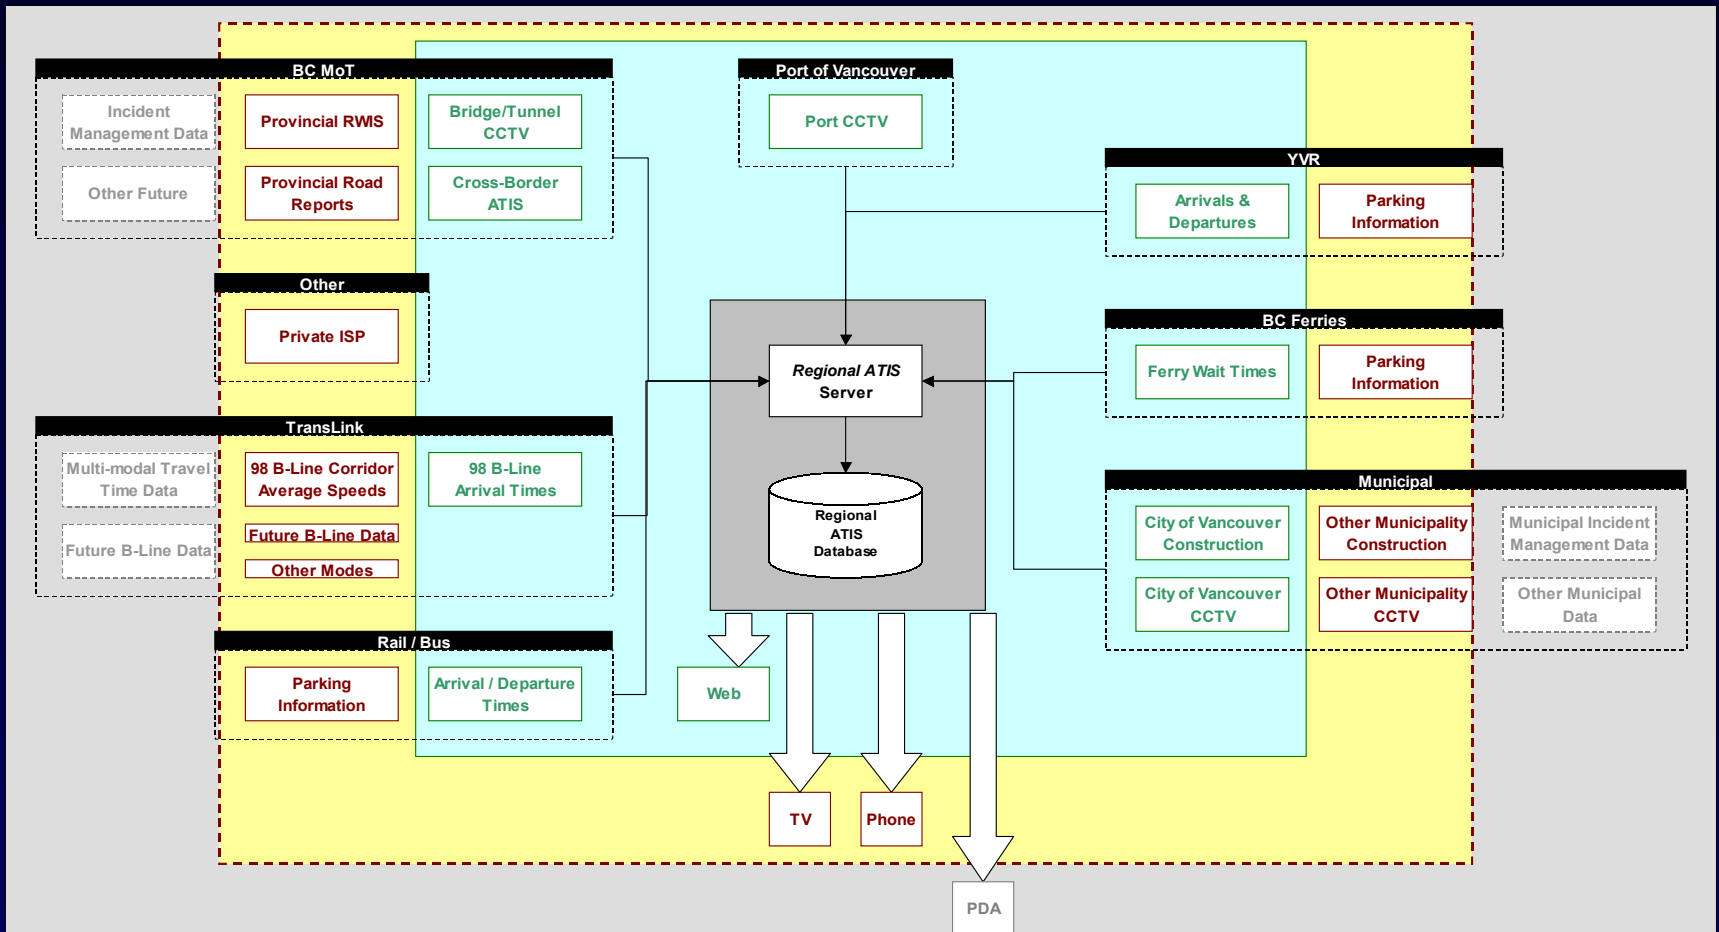 BC MoT
Incident
Management Data
Provincial RWIS
Bridge/Tunnel
CCTV
Other Future
Provincial Road
Reports
Cross-Border
ATIS
Port of Vancouver
Port CCTV
YVR
Arrivals &
Departures
Parking
Information
Other
Private ISP
Regional ATIS
Server
Regional
ATIS
Database
BC Ferries
Ferry Wait Times
Parking
Information
TransLink
Multi-modal Travel
Time Data
98 B-Line Corridor
Average Speeds
98 B-Line
Arrival Times
Future B-Line Data
Future B-Line Data
Other Modes
Municipal
City of Vancouver
Construction
Other Municipality
Construction
Municipal Incident
Management Data
City of Vancouver
CCTV
Other Municipality
CCTV
Other Municipal
Data
Rail / Bus
Parking
Information
Arrival / Departure
Times
Web
TV
Phone
PDA